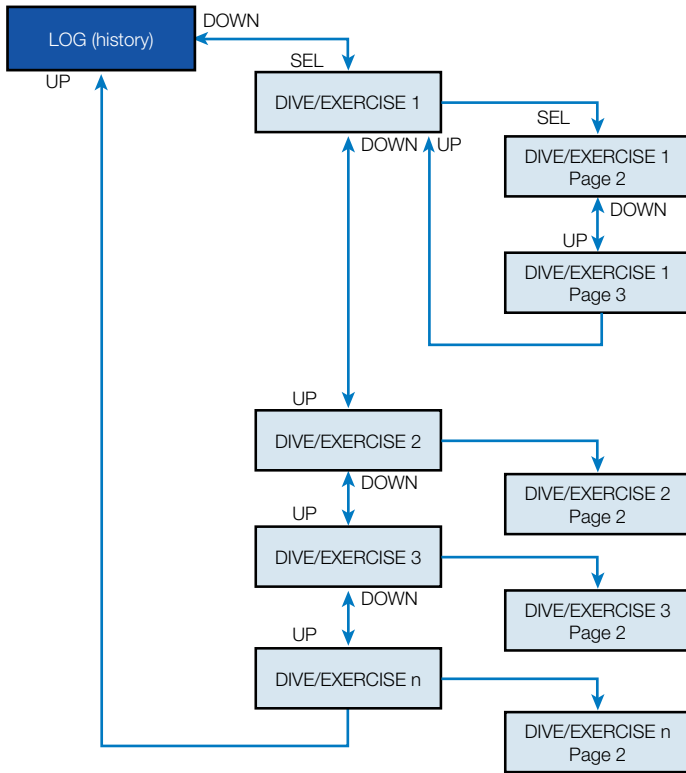 DOWN
LOG (history)
UP
SEL
DIVE/EXERCISE 1
SEL
DOWN
UP
DIVE/EXERCISE 1
Page 2
DOWN
UP
DIVE/EXERCISE 1
Page 3
UP
DIVE/EXERCISE 2
DOWN
DIVE/EXERCISE 2
Page 2
UP
DIVE/EXERCISE 3
DOWN
DIVE/EXERCISE 3
Page 2
UP
DIVE/EXERCISE n
DIVE/EXERCISE n
Page 2